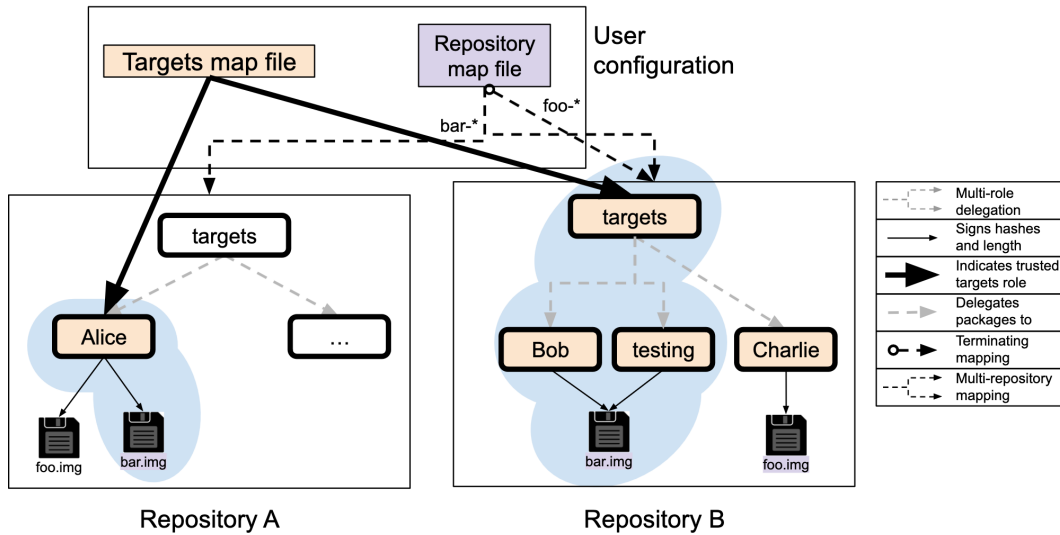 Targets map file
Repository
map file
User
configuration
foo-*
bar-*
targets
Alice
...
foo.img
bar.img
Repository A
targets
Bob
testing
Charlie
bar.img
foo.img
Repository B
Multi-role
delegation
Signs hashes
and length
Indicates trusted
targets role
Delegates
packages to
Terminating
mapping
Multi-repository
mapping